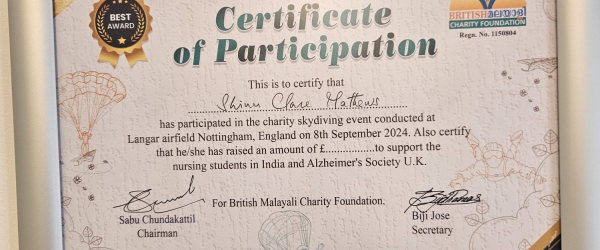 BEST
AWARD
Certificate
of Participation
BRITISH
CHARITY FOUNDATION
Regn. No. 1150804
This is to certify that
Shinu Clare Mathews
has participated in the charity skydiving event conducted at
Langar airfield Nottingham, England on 8th September 2024. Also certify
that he/she has raised an amount of £..................to support the
nursing students in India and Alzheimer's Society U.K.
For British Malayali Charity Foundation.
Sabu Chundakattil
Chairman
Biji Jose
Secretary